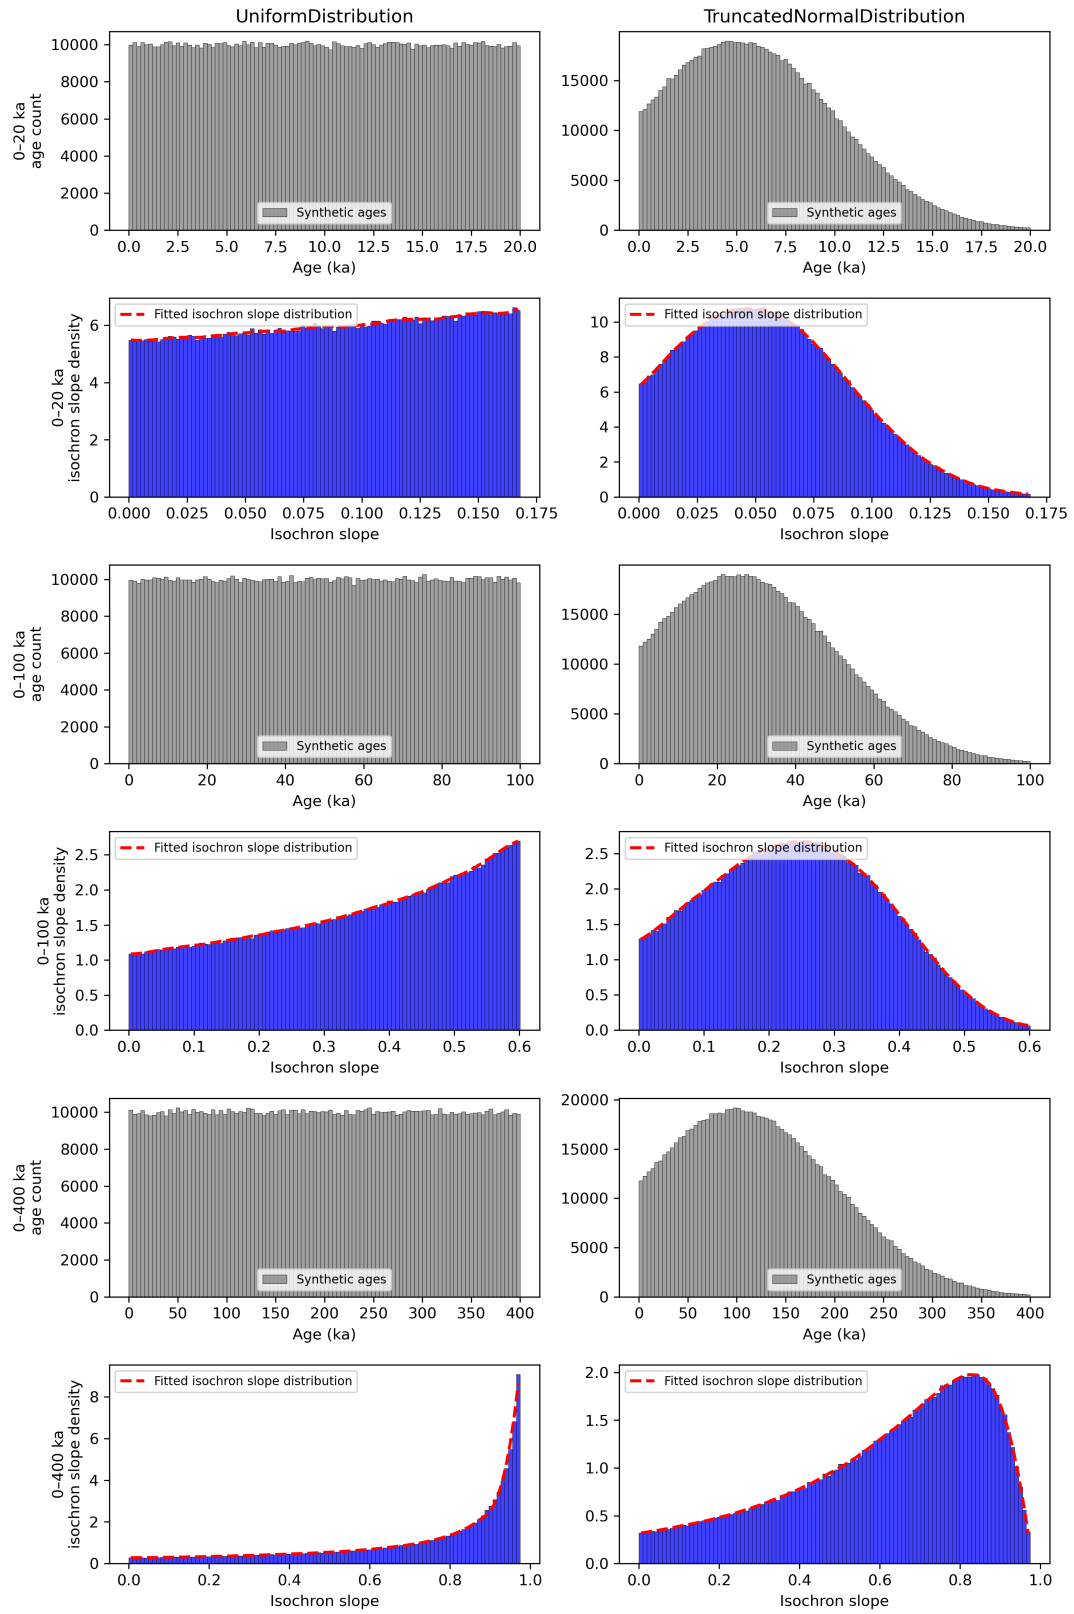 UniformDistribution
TruncatedNormalDistribution
0–20 ka
age count
10000
8000
6000
4000
2000
0
Synthetic ages
0.0 2.5 5.0 7.5 10.0 12.5 15.0 17.5 20.0
Age (ka)
15000
10000
5000
0
Synthetic ages
0.0 2.5 5.0 7.5 10.0 12.5 15.0 17.5 20.0
Age (ka)
0–20 ka
isochron slope density
6
4
2
0
Fitted isochron slope distribution
0.000 0.025 0.050 0.075 0.100 0.125 0.150 0.175
Isochron slope
10
8
6
4
2
0
Fitted isochron slope distribution
0.000 0.025 0.050 0.075 0.100 0.125 0.150 0.175
Isochron slope
0–100 ka
age count
10000
8000
6000
4000
2000
0
Synthetic ages
0 20 40 60 80 100
Age (ka)
15000
10000
5000
0
Synthetic ages
0 20 40 60 80 100
Age (ka)
0–100 ka
isochron slope density
2.5
2.0
1.5
1.0
0.5
0.0
Fitted isochron slope distribution
0.0 0.1 0.2 0.3 0.4 0.5 0.6
Isochron slope
2.5
2.0
1.5
1.0
0.5
0.0
Fitted isochron slope distribution
0.0 0.1 0.2 0.3 0.4 0.5 0.6
Isochron slope
0–400 ka
age count
10000
8000
6000
4000
2000
0
Synthetic ages
0 50 100 150 200 250 300 350 400
Age (ka)
20000
15000
10000
5000
0
Synthetic ages
0 50 100 150 200 250 300 350 400
Age (ka)
0–400 ka
isochron slope density
8
6
4
2
0
Fitted isochron slope distribution
0.0 0.2 0.4 0.6 0.8 1.0
Isochron slope
2.0
1.5
1.0
0.5
0.0
Fitted isochron slope distribution
0.0 0.2 0.4 0.6 0.8 1.0
Isochron slope